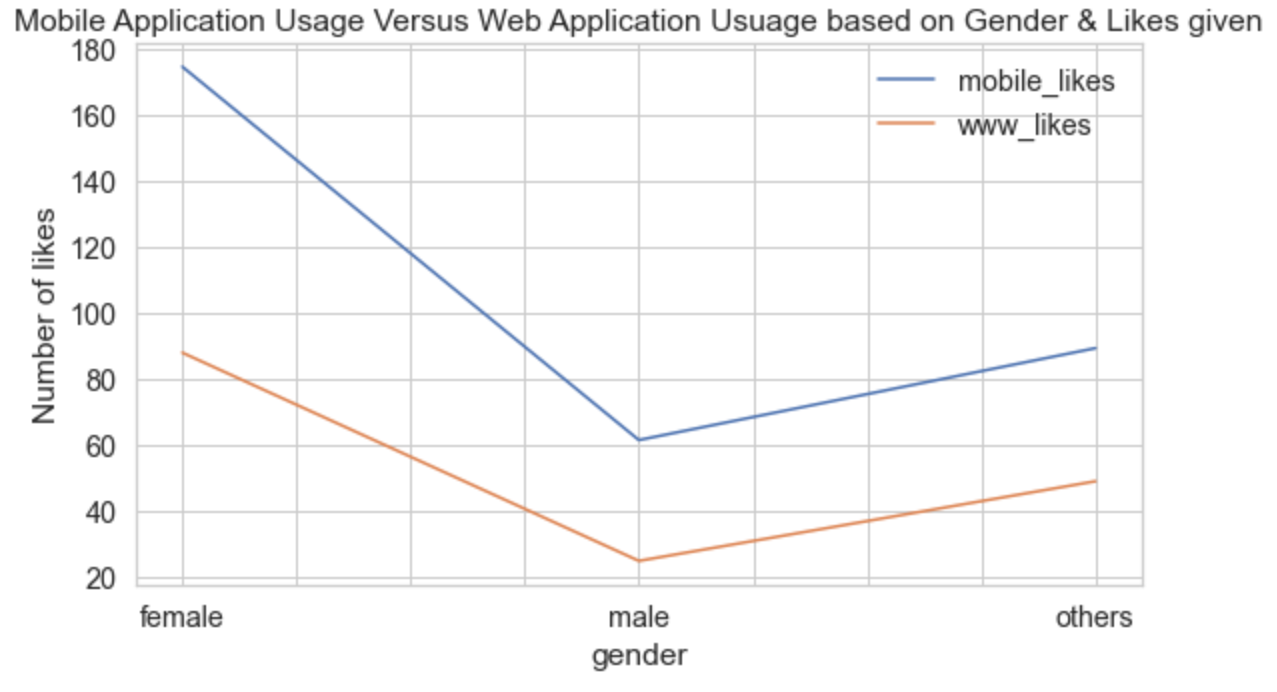 Mobile Application Usage Versus Web Application Usuage based on Gender & Likes given
180
160
140
120
100
80
60
40
20
Number of likes
mobile_likes
www_likes
female male others
gender